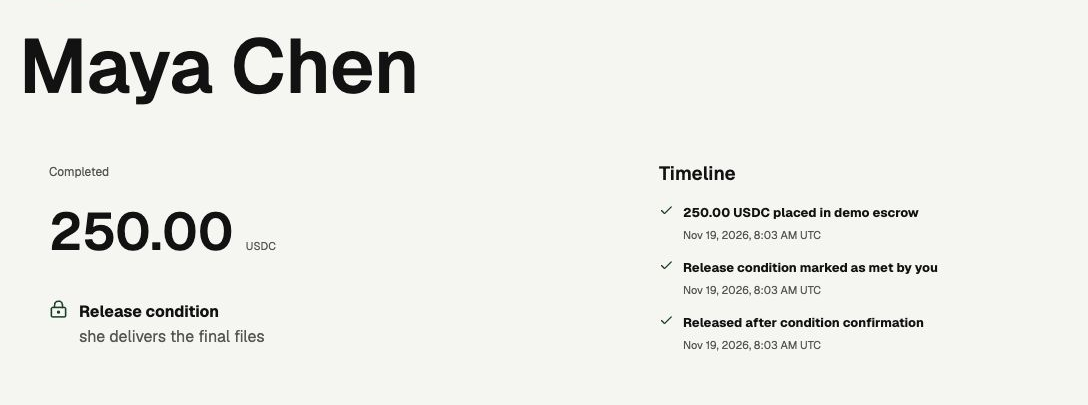 Maya Chen
Completed
250.00 USDC
Release condition
she delivers the final files
Timeline
250.00 USDC placed in demo escrow
Nov 19, 2026, 8:03 AM UTC
Release condition marked as met by you
Nov 19, 2026, 8:03 AM UTC
Released after condition confirmation
Nov 19, 2026, 8:03 AM UTC